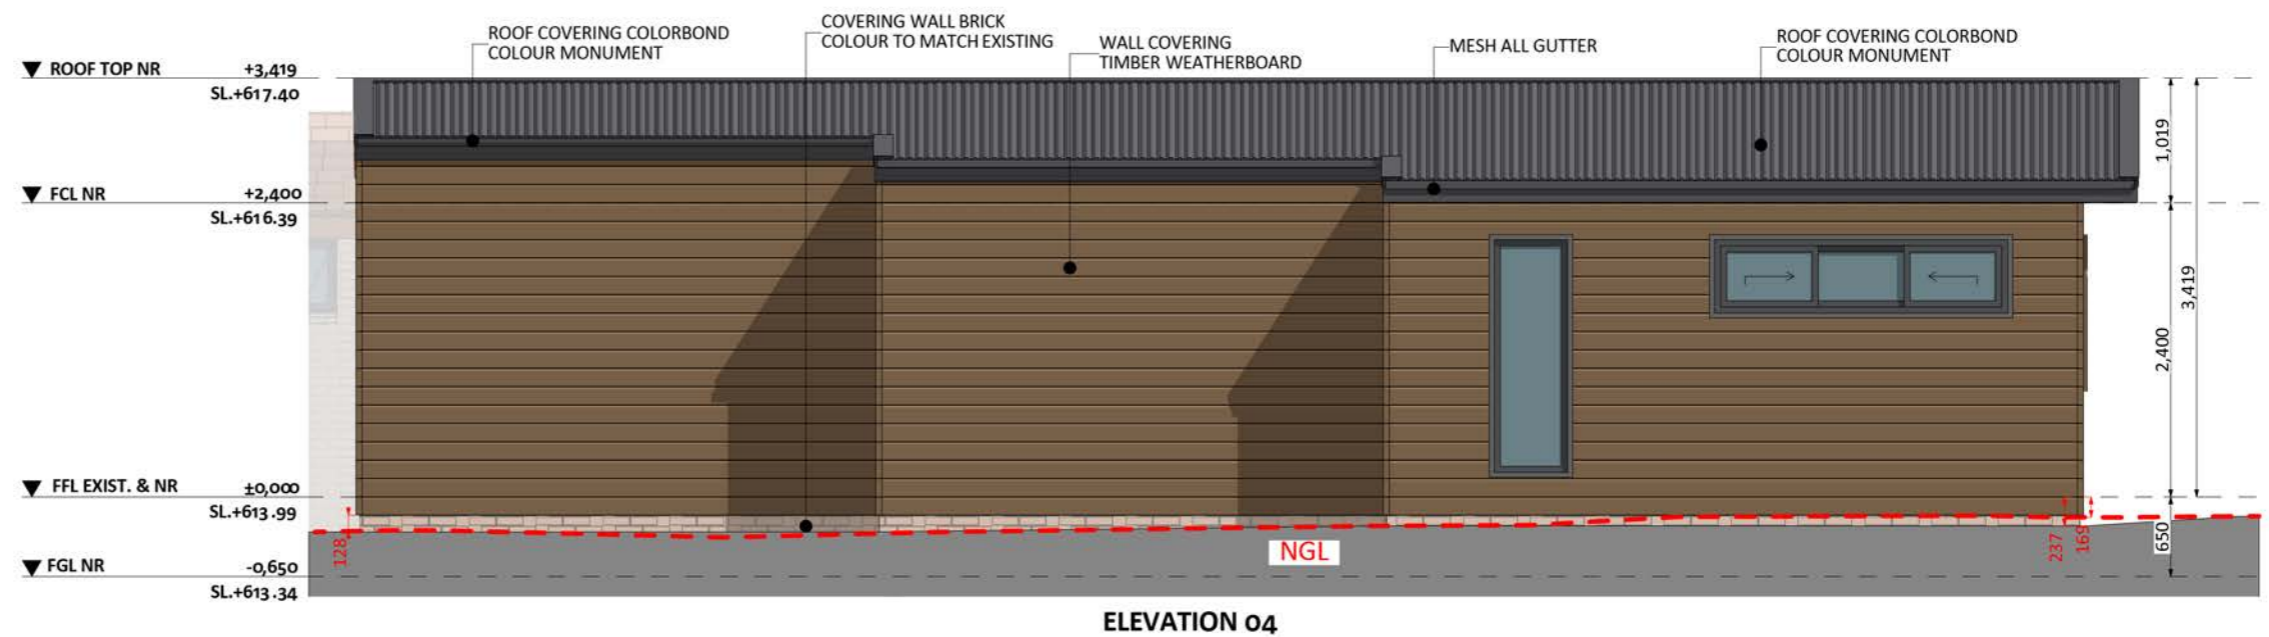 ROOF COVERING COLORBOND
COLOUR MONUMENT
COVERING WALL BRICK
COLOUR TO MATCH EXISTING
WALL COVERING
TIMBER WEATHERBOARD
MESH ALL GUTTER
ROOF COVERING COLORBOND
COLOUR MONUMENT
ROOF TOP NR +3,419
SL.+617.40
FCL NR +2,400
SL.+616.39
FFL EXIST. & NR ±0,000
SL.+613.99
FGL NR -0,650
SL.+613.34
1,019
3,419
2,400
650
128
NGL
237
169
ELEVATION 04